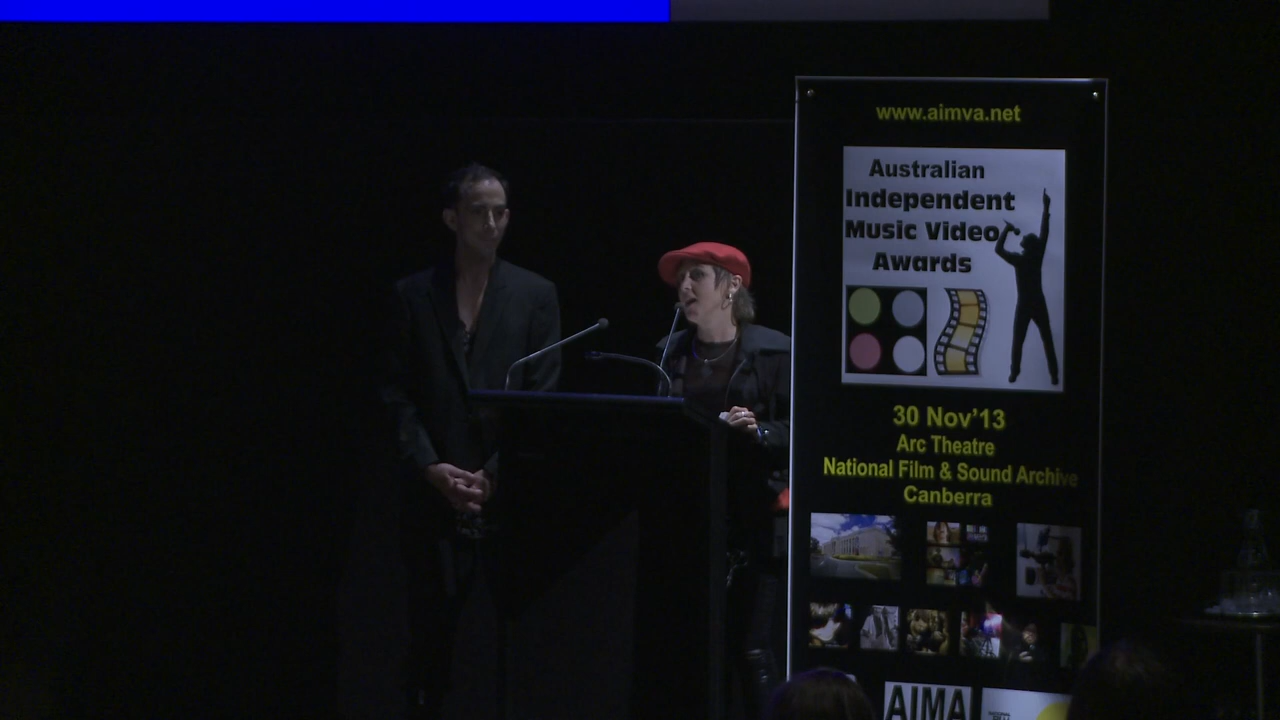 www.aimva.net
Australian
Independent
Music Video
Awards
30 Nov'13
Arc Theatre
National Film & Sound Archive
Canberra
AIMA